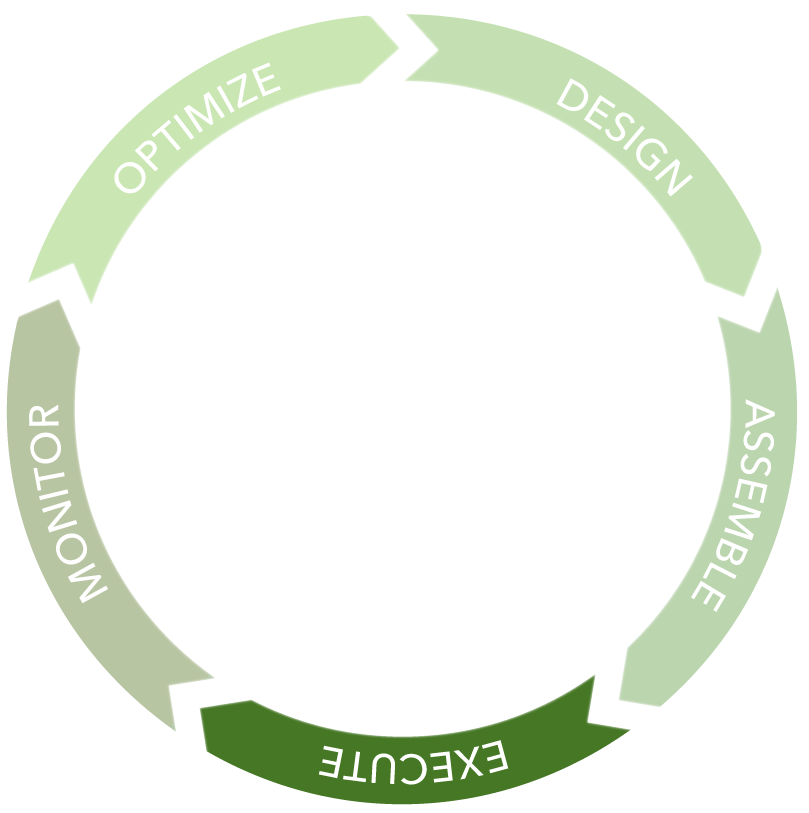 DESIGN
ASSEMBLE
EXECUTE
MONITOR
OPTIMIZE